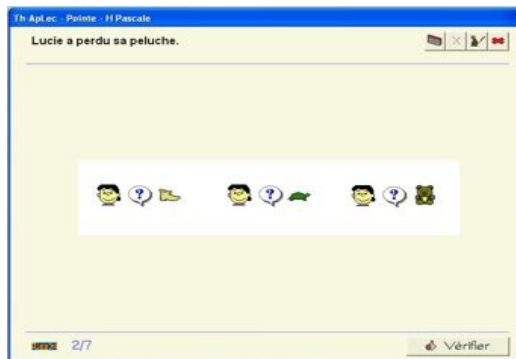 Th ApLec - Pointe - H Pascale
Lucie a perdu sa peluche.
?
?
?
2/7
Vérifier